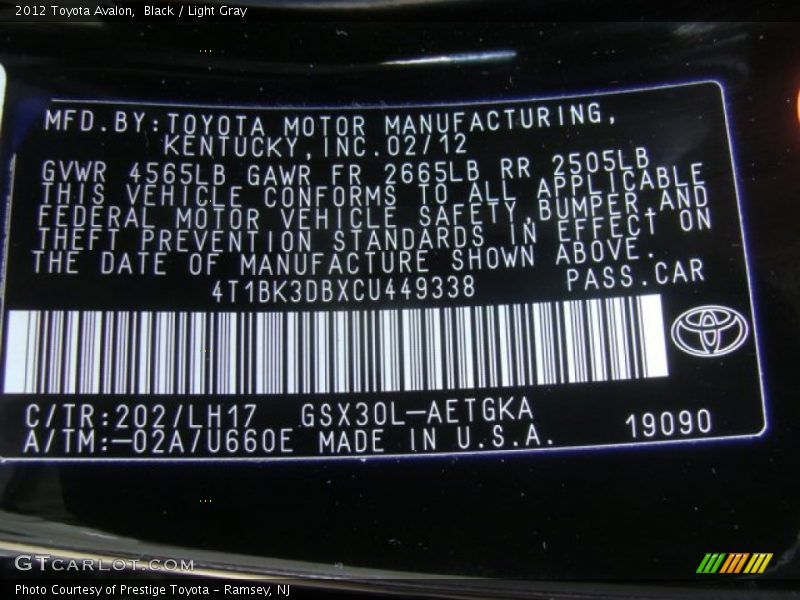 2012 Toyota Avalon,  Black / Light Gray
MFD.BY:TOYOTA MOTOR MANUFACTURING,
KENTUCKY,INC.02/12
GVWR 4565LB GAWR FR 2665LB RR 2505LB
THIS VEHICLE CONFORMS TO ALL APPLICABLE
FEDERAL MOTOR VEHICLE SAFETY,BUMPER,AND
THEFT PREVENTION STANDARDS IN EFFECT ON
THE DATE OF MANUFACTURE SHOWN ABOVE.
4T1BK3DBXCU449338 PASS.CAR
C/TR:202/LH17 GSX30L-AETGKA
A/TM:-02A/U660E MADE IN U.S.A. 19090
GTCARLOT.COM
Photo Courtesy of Prestige Toyota - Ramsey, NJ